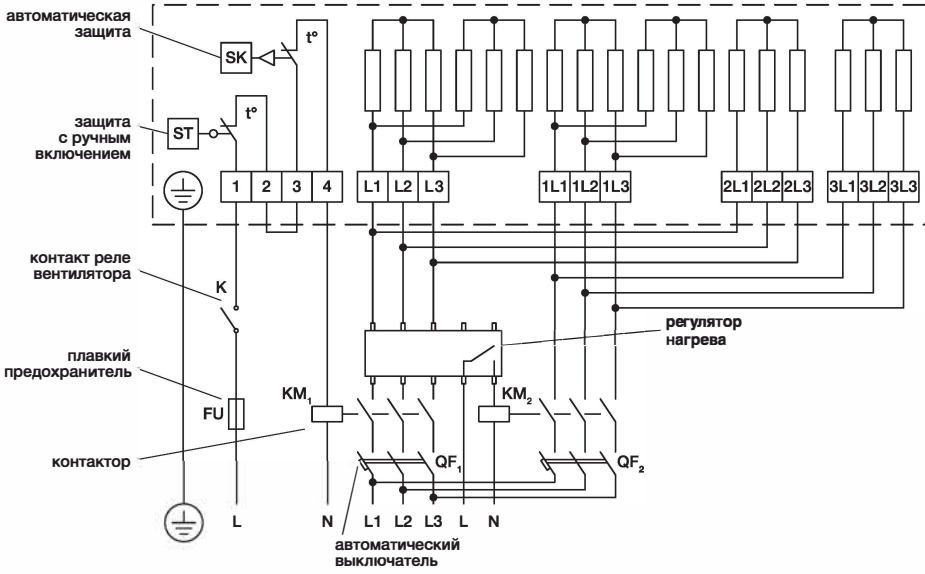 автоматическая
защита
SK
t°
защита
с ручным
включением
ST
t°
1 2 3 4
L1 L2 L3
1L1 1L2 1L3
2L1 2L2 2L3
3L1 3L2 3L3
контакт реле
вентилятора
K
регулятор
нагрева
плавкий
предохранитель
FU
KM1
KM2
контактор
QF1
QF2
L N L1 L2 L3 L N
автоматический
выключатель